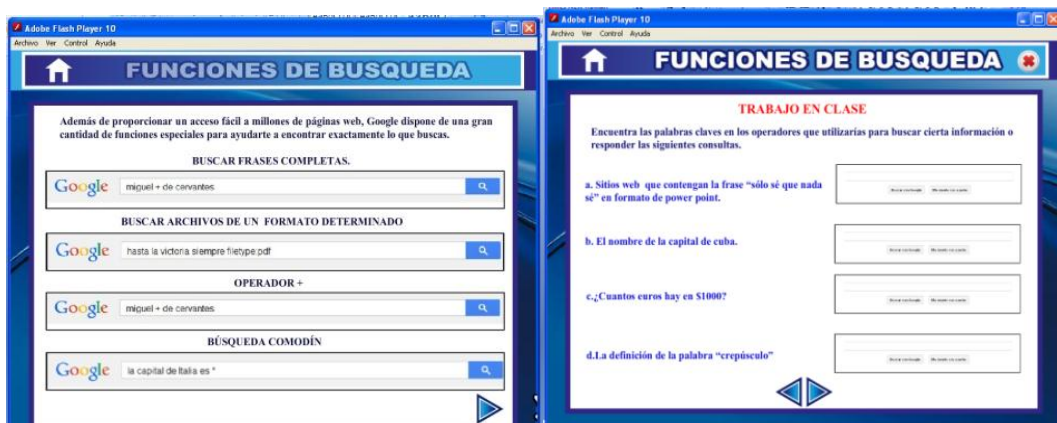 Adobe Flash Player 10
Archivo Ver Control Ayuda
FUNCIONES DE BUSQUEDA
Además de proporcionar un acceso fácil a millones de páginas web, Google dispone de una gran
cantidad de funciones especiales para ayudarte a encontrar exactamente lo que buscas.
BUSCAR FRASES COMPLETAS.
Google miguel + de cervantes
BUSCAR ARCHIVOS DE UN FORMATO DETERMINADO
Google hasta la victoria siempre filetype:pdf
OPERADOR +
Google miguel + de cervantes
BÚSQUEDA COMODÍN
Google la capital de Italia es *
Adobe Flash Player 10
Archivo Ver Control Ayuda
FUNCIONES DE BUSQUEDA
TRABAJO EN CLASE
Encuentra las palabras claves en los operadores que utilizarías para buscar cierta información o
responder las siguientes consultas.
a. Sitios web que contengan la frase “sólo sé que nada
sé” en formato de power point.
b. El nombre de la capital de cuba.
c.¿Cuantos euros hay en $1000?
d.La definición de la palabra “crepúsculo”